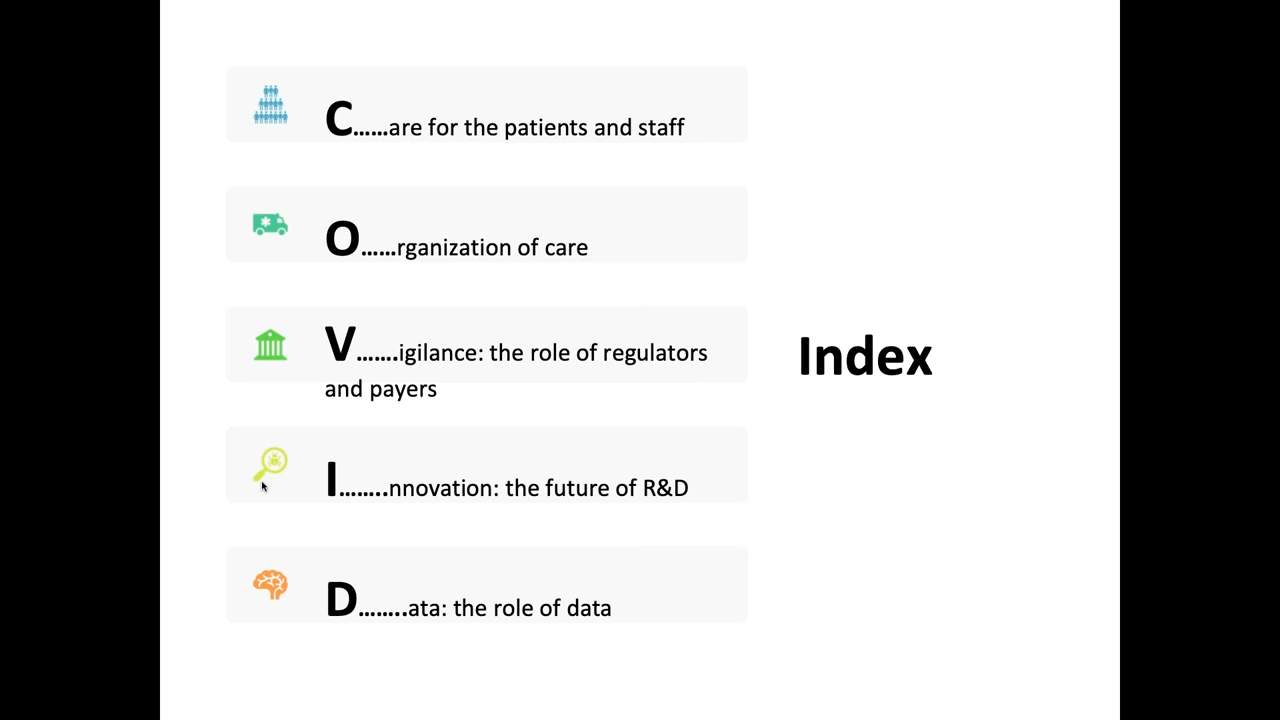 C......are for the patients and staff
O......rganization of care
V.......igilance: the role of regulators
and payers
Index
I........nnovation: the future of R&D
D........ata: the role of data